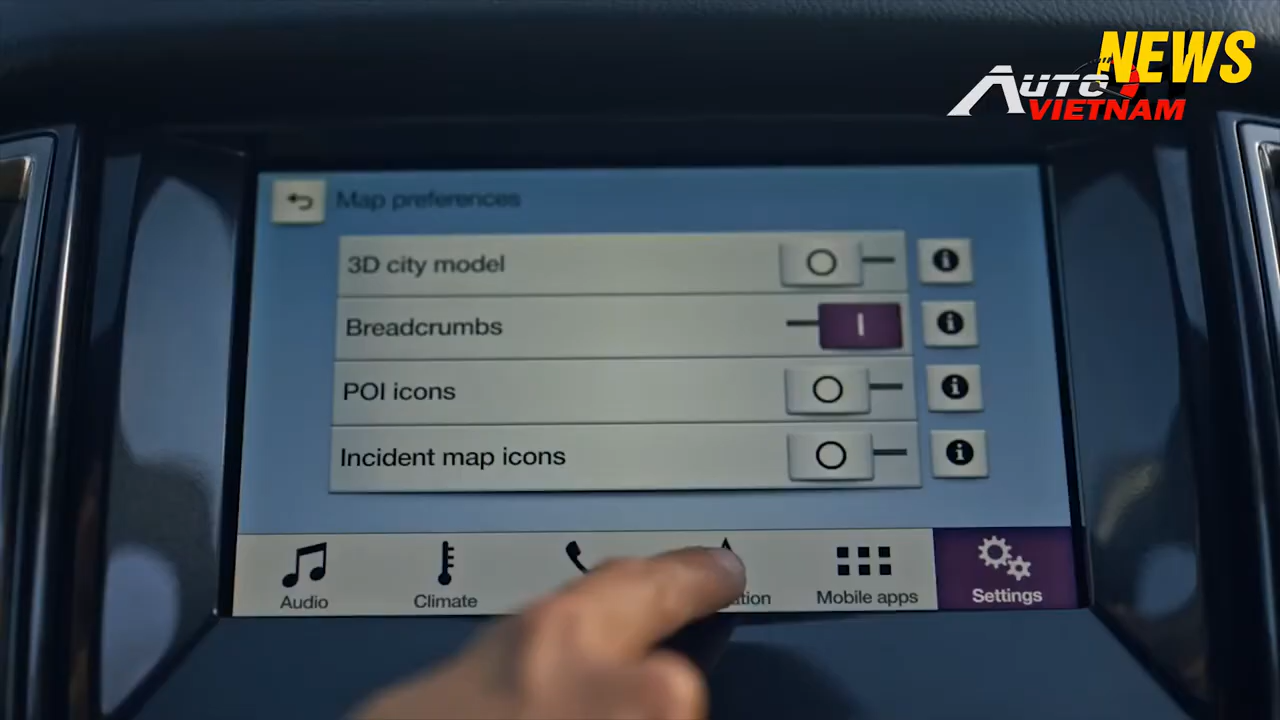 NEWS
AUTO
VIETNAM
Map preferences
3D city model
Breadcrumbs
POI icons
Incident map icons
Audio
Climate
Mobile apps
Settings